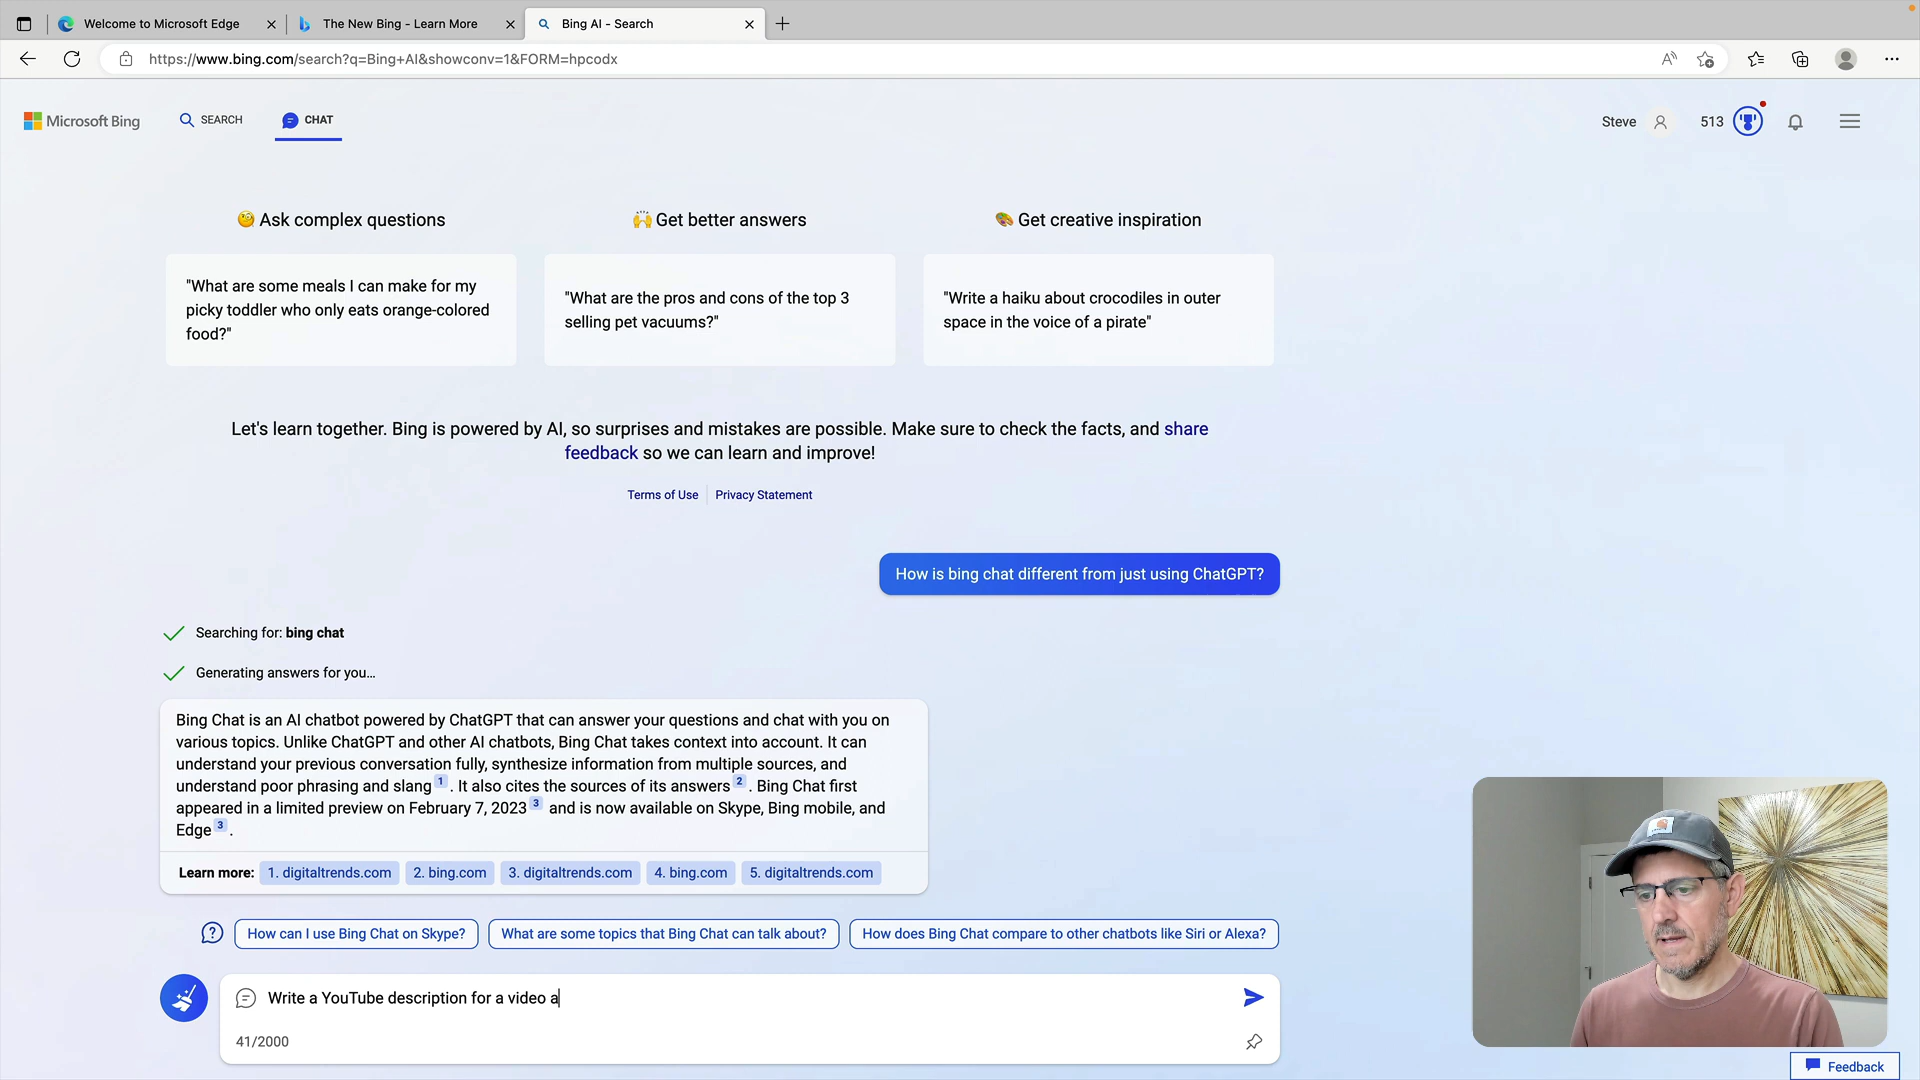 Welcome to Microsoft Edge
The New Bing - Learn More
Bing AI - Search
https://www.bing.com/search?q=Bing+AI&showconv=1&FORM=hpcodx
Microsoft Bing
SEARCH
CHAT
Steve
513
Ask complex questions
Get better answers
Get creative inspiration
"What are some meals I can make for my
picky toddler who only eats orange-colored
food?"
"What are the pros and cons of the top 3
selling pet vacuums?"
"Write a haiku about crocodiles in outer
space in the voice of a pirate"
Let's learn together. Bing is powered by AI, so surprises and mistakes are possible. Make sure to check the facts, and share
feedback so we can learn and improve!
Terms of Use
Privacy Statement
How is bing chat different from just using ChatGPT?
Searching for: bing chat
Generating answers for you...
Bing Chat is an AI chatbot powered by ChatGPT that can answer your questions and chat with you on
various topics. Unlike ChatGPT and other AI chatbots, Bing Chat takes context into account. It can
understand your previous conversation fully, synthesize information from multiple sources, and
understand poor phrasing and slang 1 . It also cites the sources of its answers 2 . Bing Chat first
appeared in a limited preview on February 7, 2023 3 and is now available on Skype, Bing mobile, and
Edge 3 .
Learn more: 1. digitaltrends.com 2. bing.com 3. digitaltrends.com 4. bing.com 5. digitaltrends.com
How can I use Bing Chat on Skype?
What are some topics that Bing Chat can talk about?
How does Bing Chat compare to other chatbots like Siri or Alexa?
Write a YouTube description for a video a
41/2000
Feedback